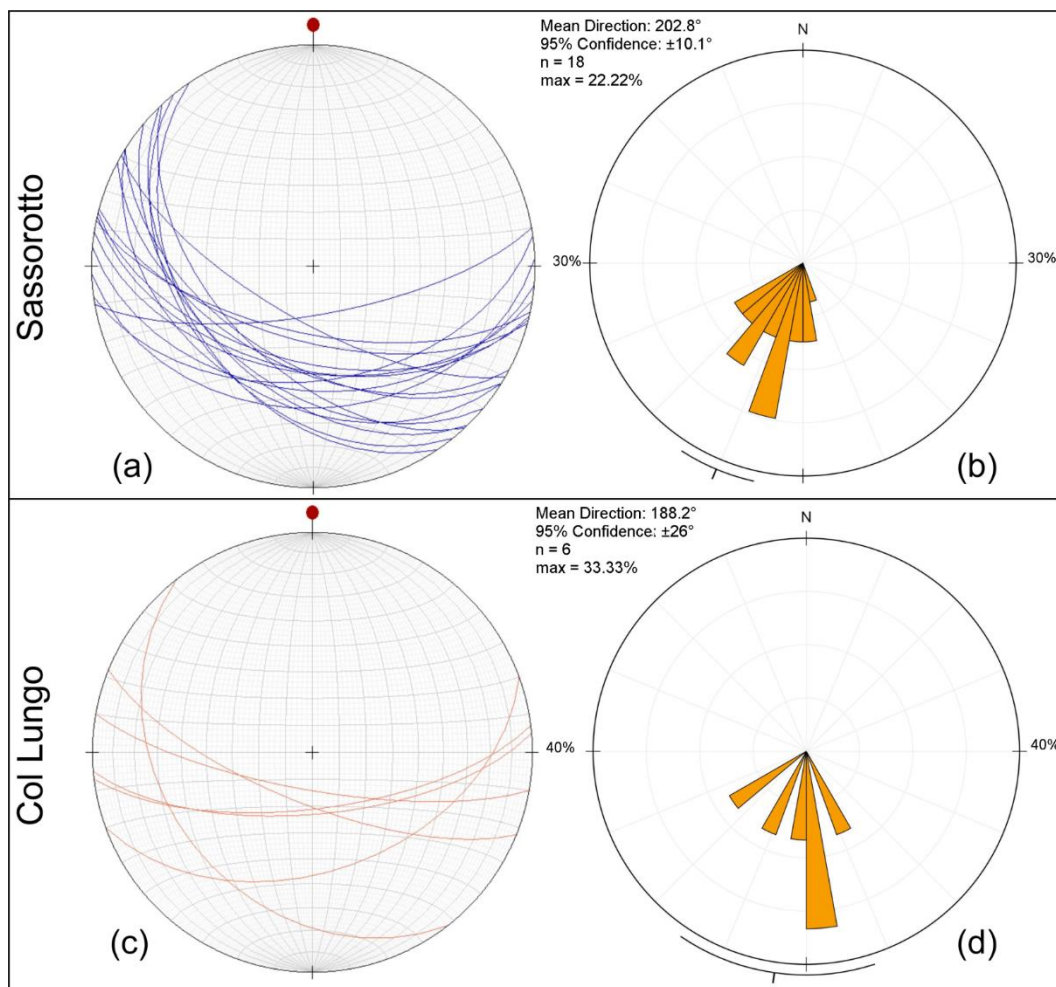 Sassorotto
(a)
Mean Direction: 202.8°
95% Confidence: ±10.1°
n = 18
max = 22.22%
N
30%
30%
(b)
Col Lungo
(c)
Mean Direction: 188.2°
95% Confidence: ±26°
n = 6
max = 33.33%
N
40%
40%
(d)